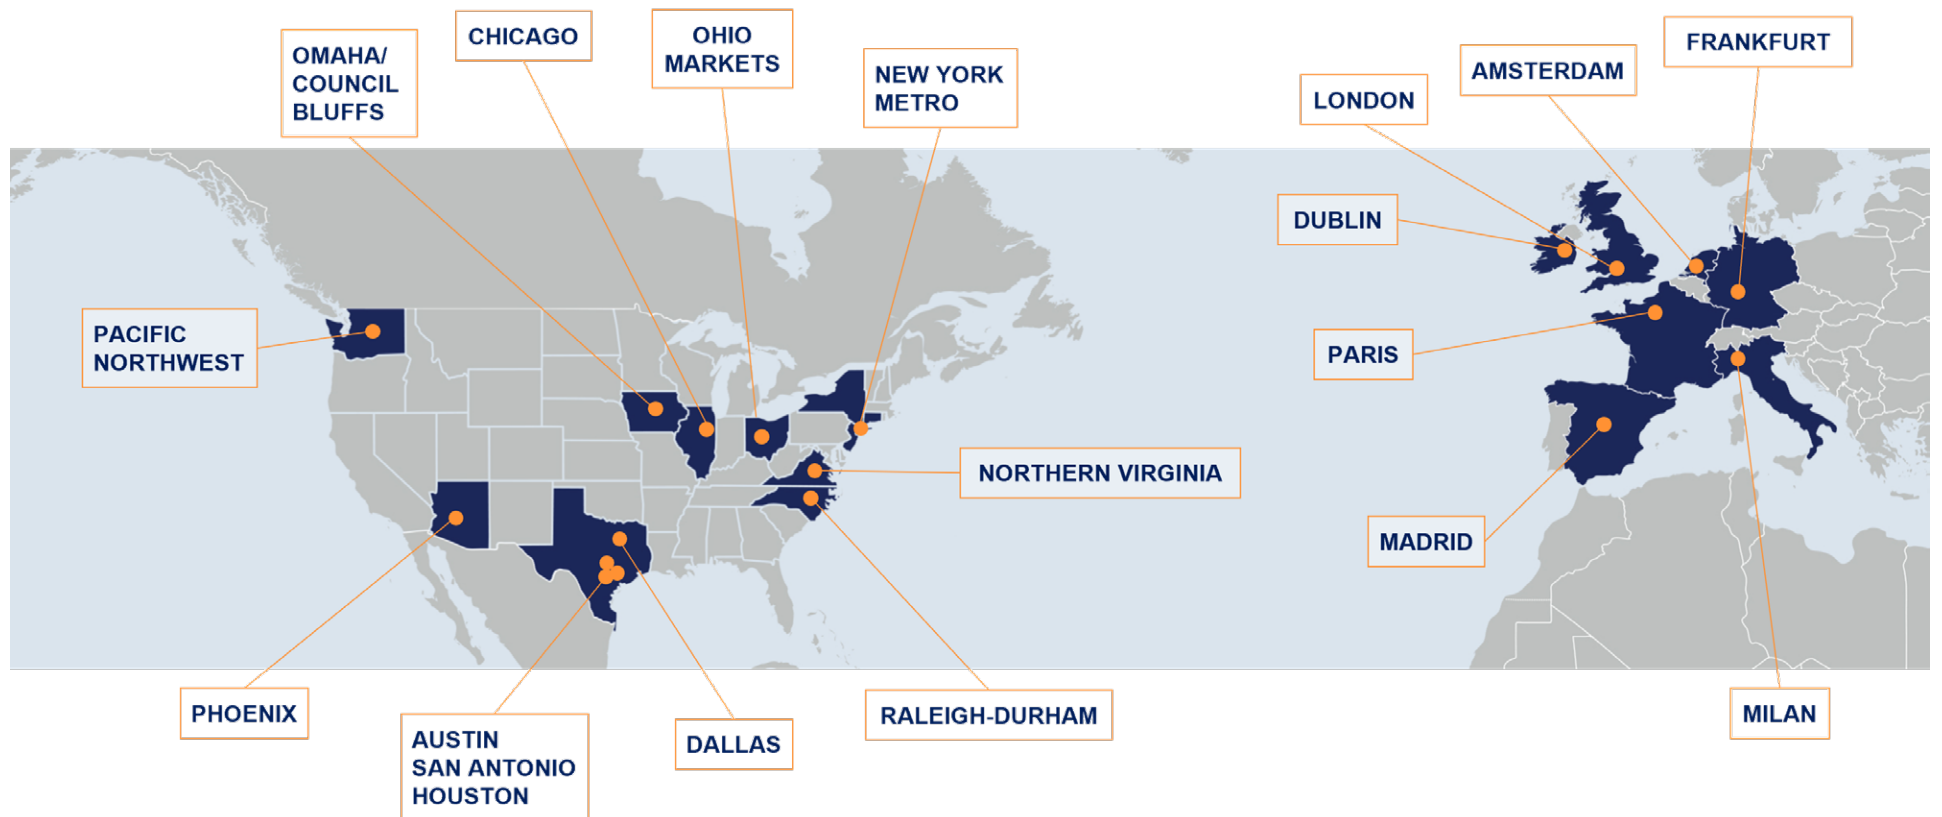 OMAHA/
COUNCIL
BLUFFS
CHICAGO
OHIO
MARKETS
NEW YORK
METRO
LONDON
AMSTERDAM
FRANKFURT
DUBLIN
PACIFIC
NORTHWEST
PARIS
NORTHERN VIRGINIA
MADRID
PHOENIX
AUSTIN
SAN ANTONIO
HOUSTON
DALLAS
RALEIGH-DURHAM
MILAN